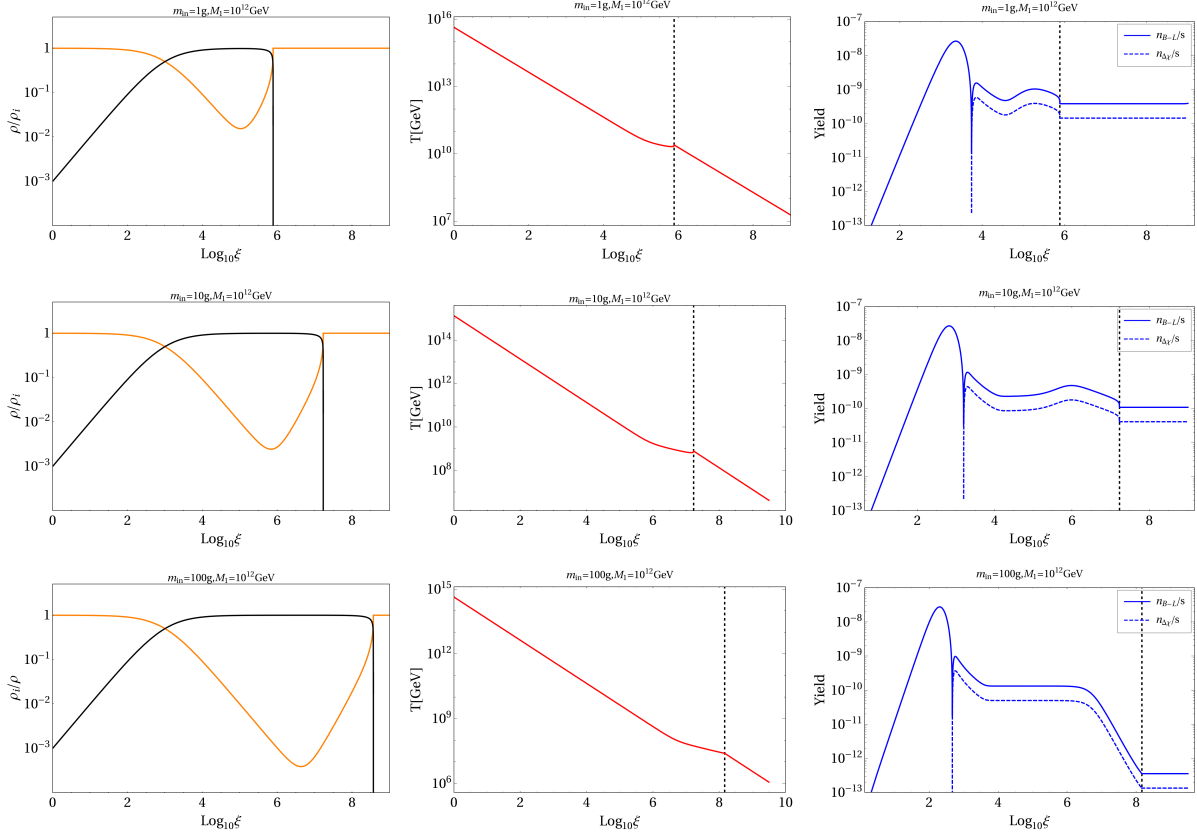 m_in=1g,M_1=10^12GeV
ρ/ρ_i
1
10^-1
10^-2
10^-3
0 2 4 6 8
Log_10ξ
m_in=1g,M_1=10^12GeV
T[GeV]
10^16
10^13
10^10
10^7
0 2 4 6 8
Log_10ξ
m_in=1g,M_1=10^12GeV
Yield
10^-7
10^-8
10^-9
10^-10
10^-11
10^-12
10^-13
2 4 6 8
Log_10ξ
n_B-L/s
n_Δχ/s
m_in=10g,M_1=10^12GeV
ρ/ρ_i
1
10^-1
10^-2
10^-3
0 2 4 6 8
Log_10ξ
m_in=10g,M_1=10^12GeV
T[GeV]
10^14
10^12
10^10
10^8
0 2 4 6 8 10
Log_10ξ
m_in=10g,M_1=10^12GeV
Yield
10^-7
10^-8
10^-9
10^-10
10^-11
10^-12
10^-13
2 4 6 8
Log_10ξ
n_B-L/s
n_Δχ/s
m_in=100g,M_1=10^12GeV
ρ_i/ρ
1
10^-1
10^-2
10^-3
0 2 4 6 8
Log_10ξ
m_in=100g,M_1=10^12GeV
T[GeV]
10^15
10^12
10^9
10^6
0 2 4 6 8 10
Log_10ξ
m_in=100g,M_1=10^12GeV
Yield
10^-7
10^-8
10^-9
10^-10
10^-11
10^-12
10^-13
2 4 6 8
Log_10ξ
n_B-L/s
n_Δχ/s